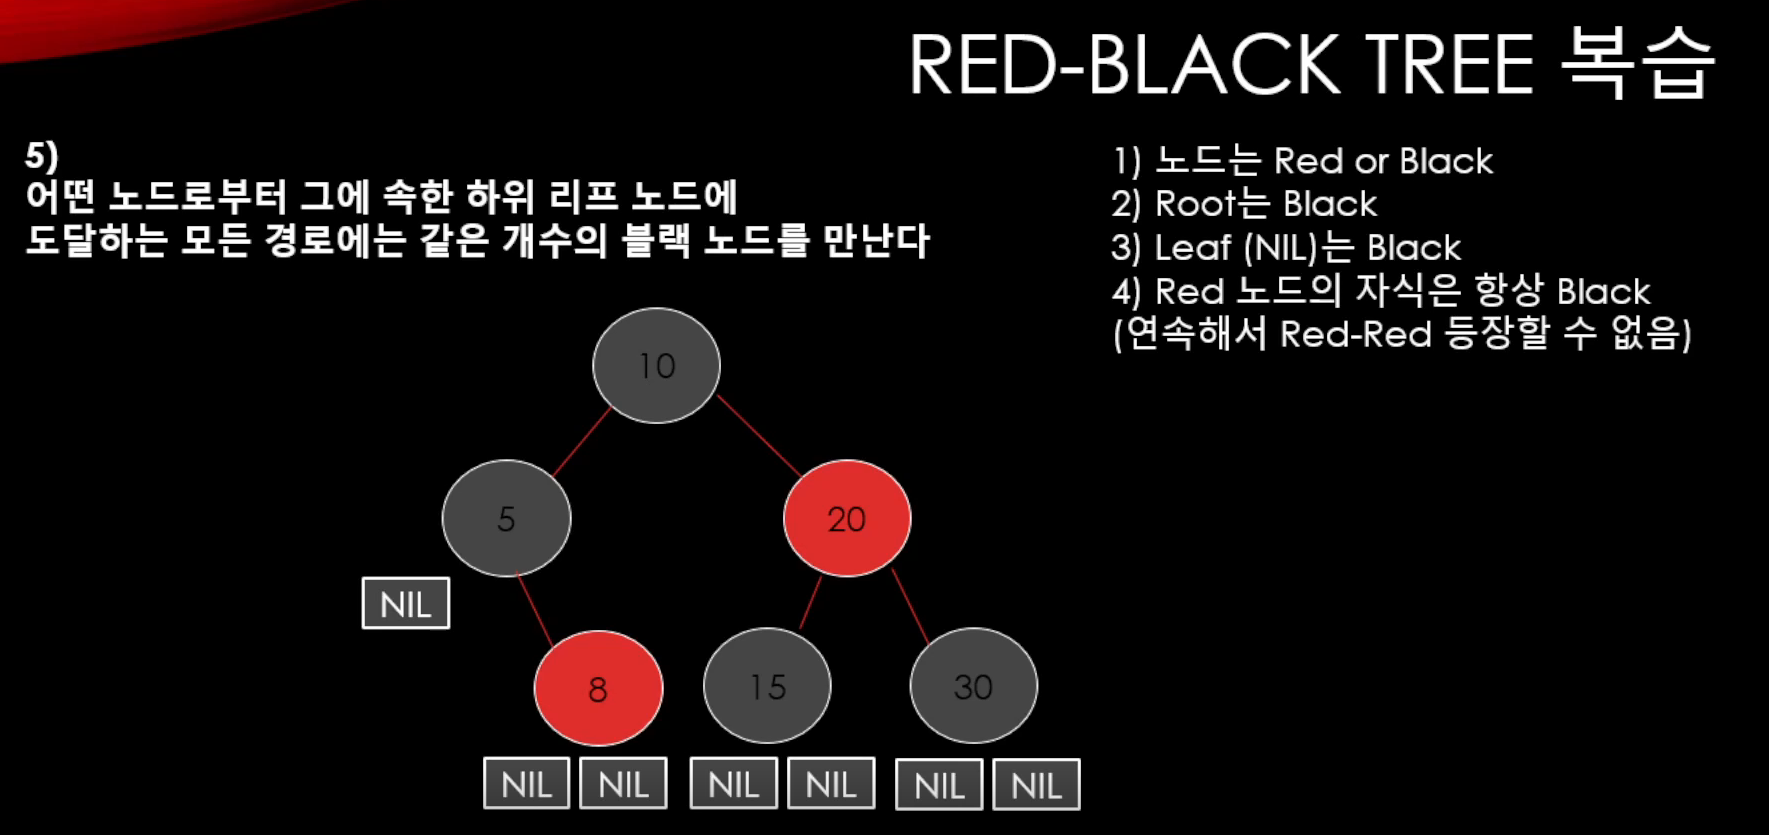 RED-BLACK TREE 복습
5)
어떤 노드로부터 그에 속한 하위 리프 노드에
도달하는 모든 경로에는 같은 개수의 블랙 노드를 만난다
1) 노드는 Red or Black
2) Root는 Black
3) Leaf (NIL)는 Black
4) Red 노드의 자식은 항상 Black
(연속해서 Red-Red 등장할 수 없음)
10
5 20
NIL
8 15 30
NIL NIL NIL NIL NIL NIL